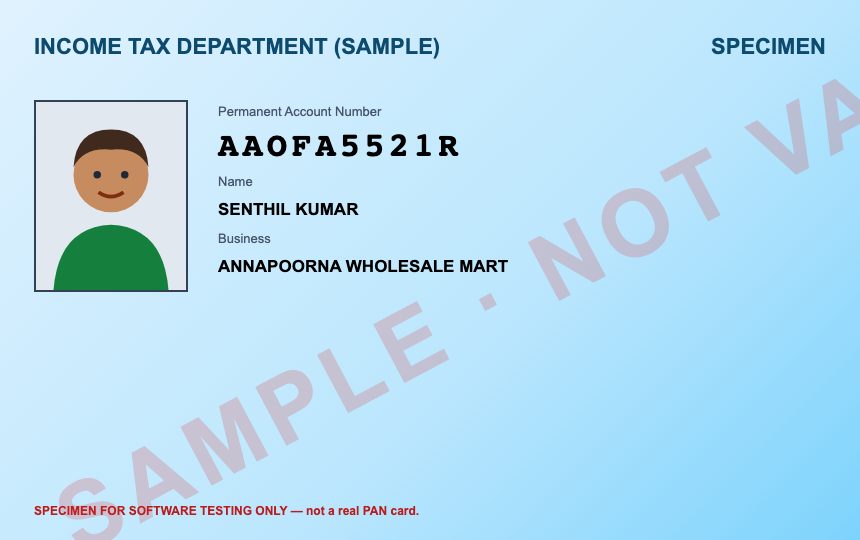 INCOME TAX DEPARTMENT (SAMPLE) SPECIMEN
Permanent Account Number
AAOFA5521R
Name
SENTHIL KUMAR
Business
ANNAPOORNA WHOLESALE MART
SAMPLE · NOT VA
SPECIMEN FOR SOFTWARE TESTING ONLY — not a real PAN card.